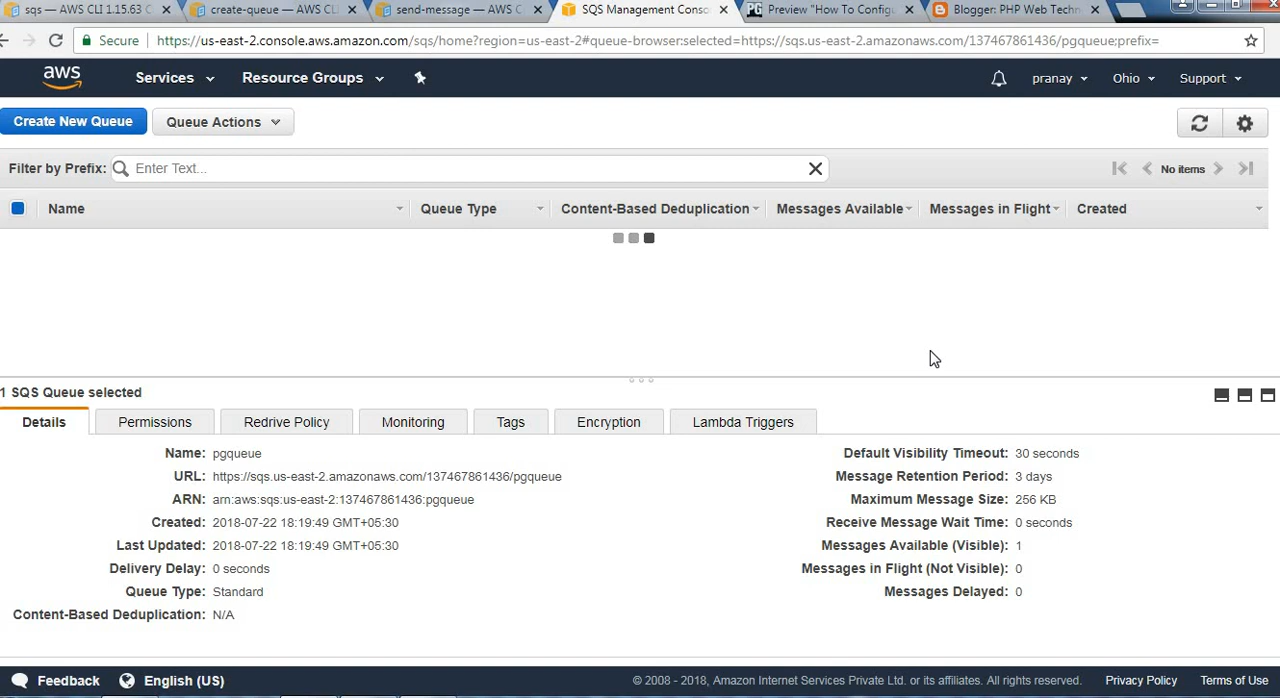 sqs — AWS CLI 1.15.63 C
create-queue — AWS CLI
send-message — AWS C
SQS Management Conso
PG Preview "How To Configu
Blogger: PHP Web Techn
Secure https://us-east-2.console.aws.amazon.com/sqs/home?region=us-east-2#queue-browser:selected=https://sqs.us-east-2.amazonaws.com/137467861436/pgqueue;prefix=
aws Services Resource Groups pranay Ohio Support
Create New Queue Queue Actions
Filter by Prefix: Enter Text... No items
Name Queue Type Content-Based Deduplication Messages Available Messages in Flight Created
1 SQS Queue selected
Details Permissions Redrive Policy Monitoring Tags Encryption Lambda Triggers
Name: pgqueue
URL: https://sqs.us-east-2.amazonaws.com/137467861436/pgqueue
ARN: arn:aws:sqs:us-east-2:137467861436:pgqueue
Created: 2018-07-22 18:19:49 GMT+05:30
Last Updated: 2018-07-22 18:19:49 GMT+05:30
Delivery Delay: 0 seconds
Queue Type: Standard
Content-Based Deduplication: N/A
Default Visibility Timeout: 30 seconds
Message Retention Period: 3 days
Maximum Message Size: 256 KB
Receive Message Wait Time: 0 seconds
Messages Available (Visible): 1
Messages in Flight (Not Visible): 0
Messages Delayed: 0
Feedback English (US) © 2008 - 2018, Amazon Internet Services Private Ltd. or its affiliates. All rights reserved. Privacy Policy Terms of Use